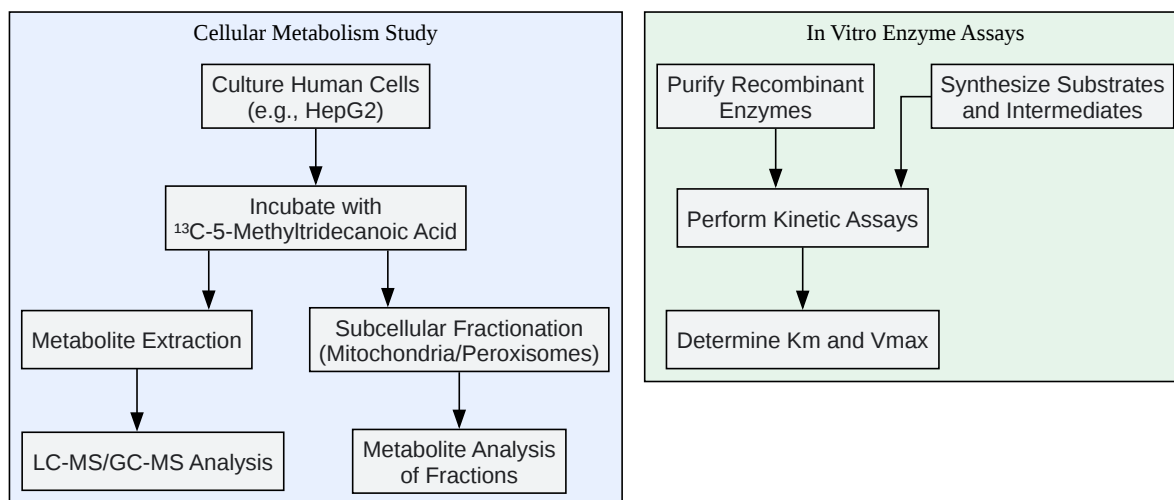 Cellular Metabolism Study
Culture Human Cells
(e.g., HepG2)
Incubate with
¹³C-5-Methyltridecanoic Acid
Metabolite Extraction
Subcellular Fractionation
(Mitochondria/Peroxisomes)
LC-MS/GC-MS Analysis
Metabolite Analysis
of Fractions
In Vitro Enzyme Assays
Purify Recombinant
Enzymes
Synthesize Substrates
and Intermediates
Perform Kinetic Assays
Determine Km and Vmax